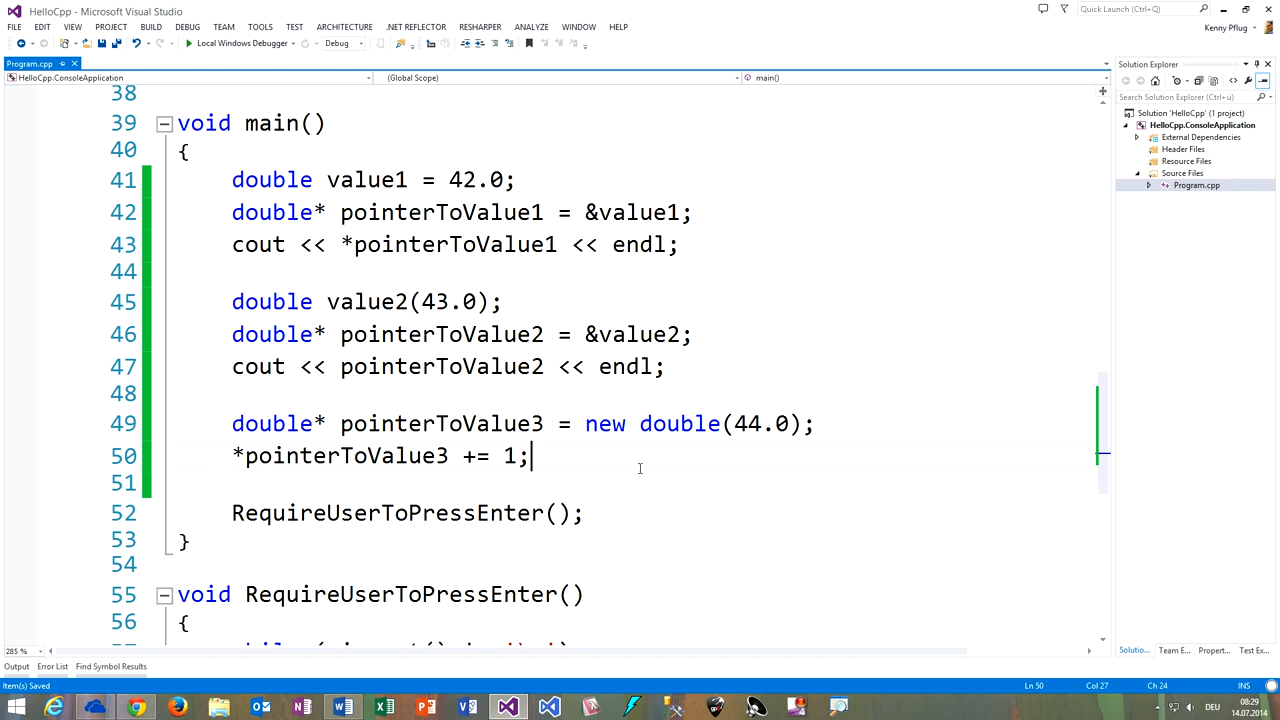 HelloCpp - Microsoft Visual Studio
Quick Launch (Ctrl+Q)
FILE EDIT VIEW PROJECT BUILD DEBUG TEAM TOOLS TEST ARCHITECTURE .NET REFLECTOR RESHARPER ANALYZE WINDOW HELP
Kenny Pflug
Local Windows Debugger Debug
Program.cpp
Solution Explorer
HelloCpp.ConsoleApplication (Global Scope) main()
Search Solution Explorer (Ctrl+ü)
Solution 'HelloCpp' (1 project)
HelloCpp.ConsoleApplication
External Dependencies
Header Files
Resource Files
Source Files
Program.cpp
38
39 void main()
40 {
41 double value1 = 42.0;
42 double* pointerToValue1 = &value1;
43 cout << *pointerToValue1 << endl;
44
45 double value2(43.0);
46 double* pointerToValue2 = &value2;
47 cout << pointerToValue2 << endl;
48
49 double* pointerToValue3 = new double(44.0);
50 *pointerToValue3 += 1;
51
52 RequireUserToPressEnter();
53 }
54
55 void RequireUserToPressEnter()
56 {
285 %
Solutio... Team E... Propert... Test Ex...
Output Error List Find Symbol Results
Item(s) Saved Ln 50 Col 27 Ch 24 INS
08:29
14.07.2014